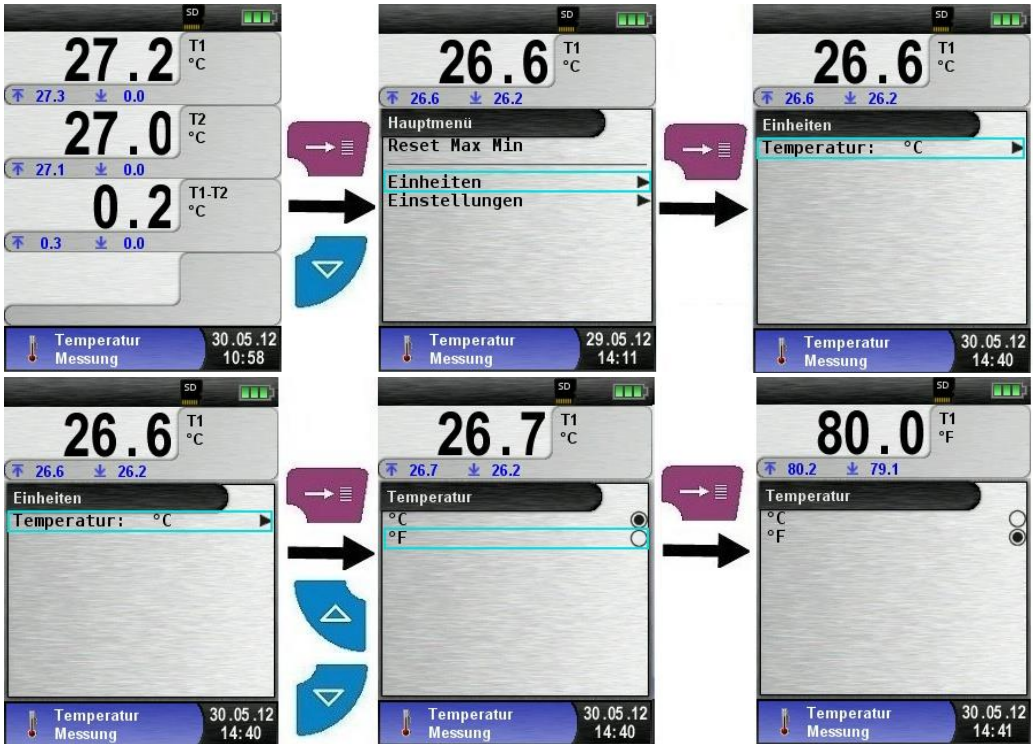 SD
27.2 T1 °C
27.3 0.0
27.0 T2 °C
27.1 0.0
0.2 T1-T2 °C
0.3 0.0
Temperatur 30.05.12
Messung 10:58
SD
26.6 T1 °C
26.6 26.2
Hauptmenü
Reset Max Min
Einheiten
Einstellungen
Temperatur 29.05.12
Messung 14:11
SD
26.6 T1 °C
26.6 26.2
Einheiten
Temperatur: °C
Temperatur 30.05.12
Messung 14:40
SD
26.6 T1 °C
26.6 26.2
Einheiten
Temperatur: °C
Temperatur 30.05.12
Messung 14:40
SD
26.7 T1 °C
26.7 26.2
Temperatur
°C
°F
Temperatur 30.05.12
Messung 14:40
SD
80.0 T1 °F
80.2 79.1
Temperatur
°C
°F
Temperatur 30.05.12
Messung 14:41